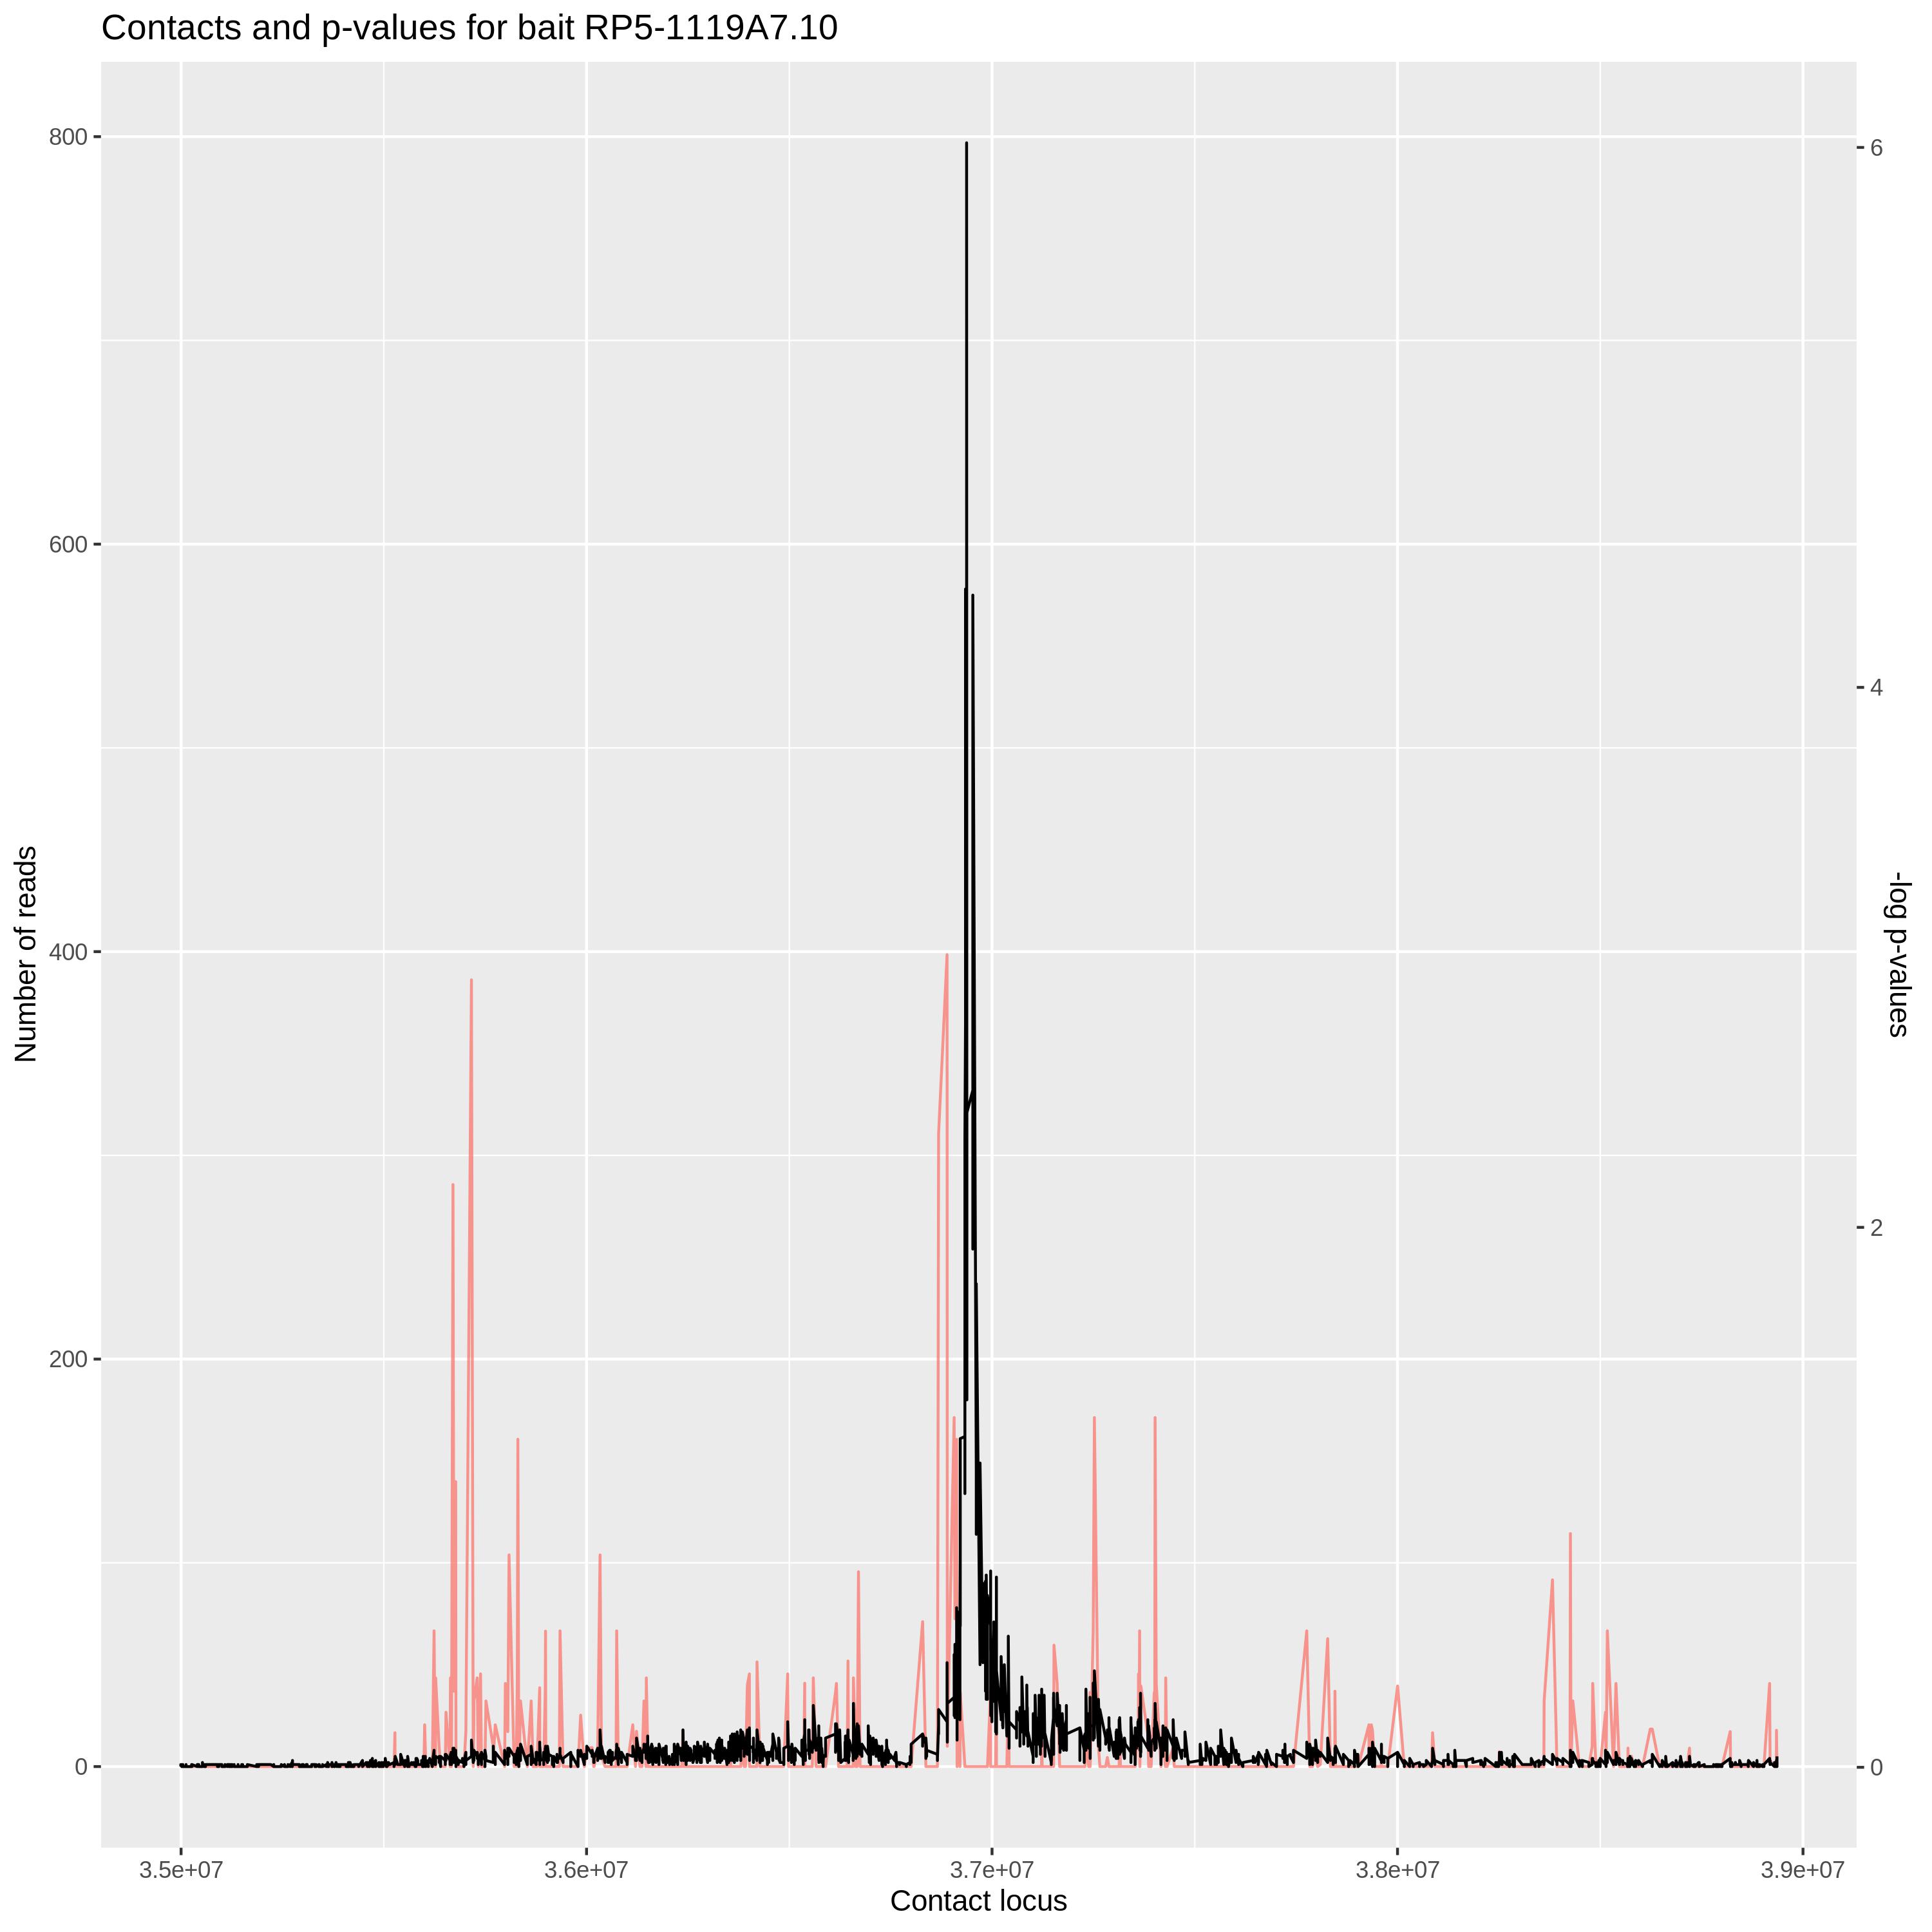 Contacts and p-values for bait RP5-1119A7.10
800
600
400
200
0
Number of reads
6
4
2
0
-log p-values
3.5e+07
3.6e+07
3.7e+07
3.8e+07
3.9e+07
Contact locus